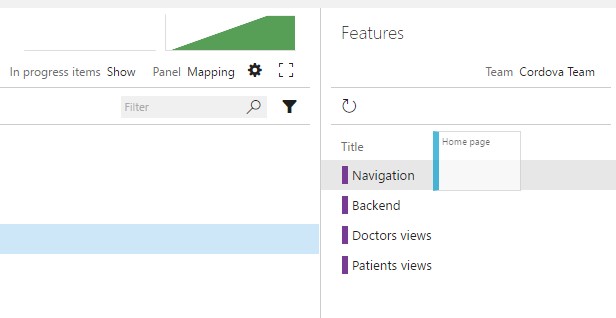 Features
In progress items Show Panel Mapping
Team Cordova Team
Filter
Title
Home page
Navigation
Backend
Doctors views
Patients views